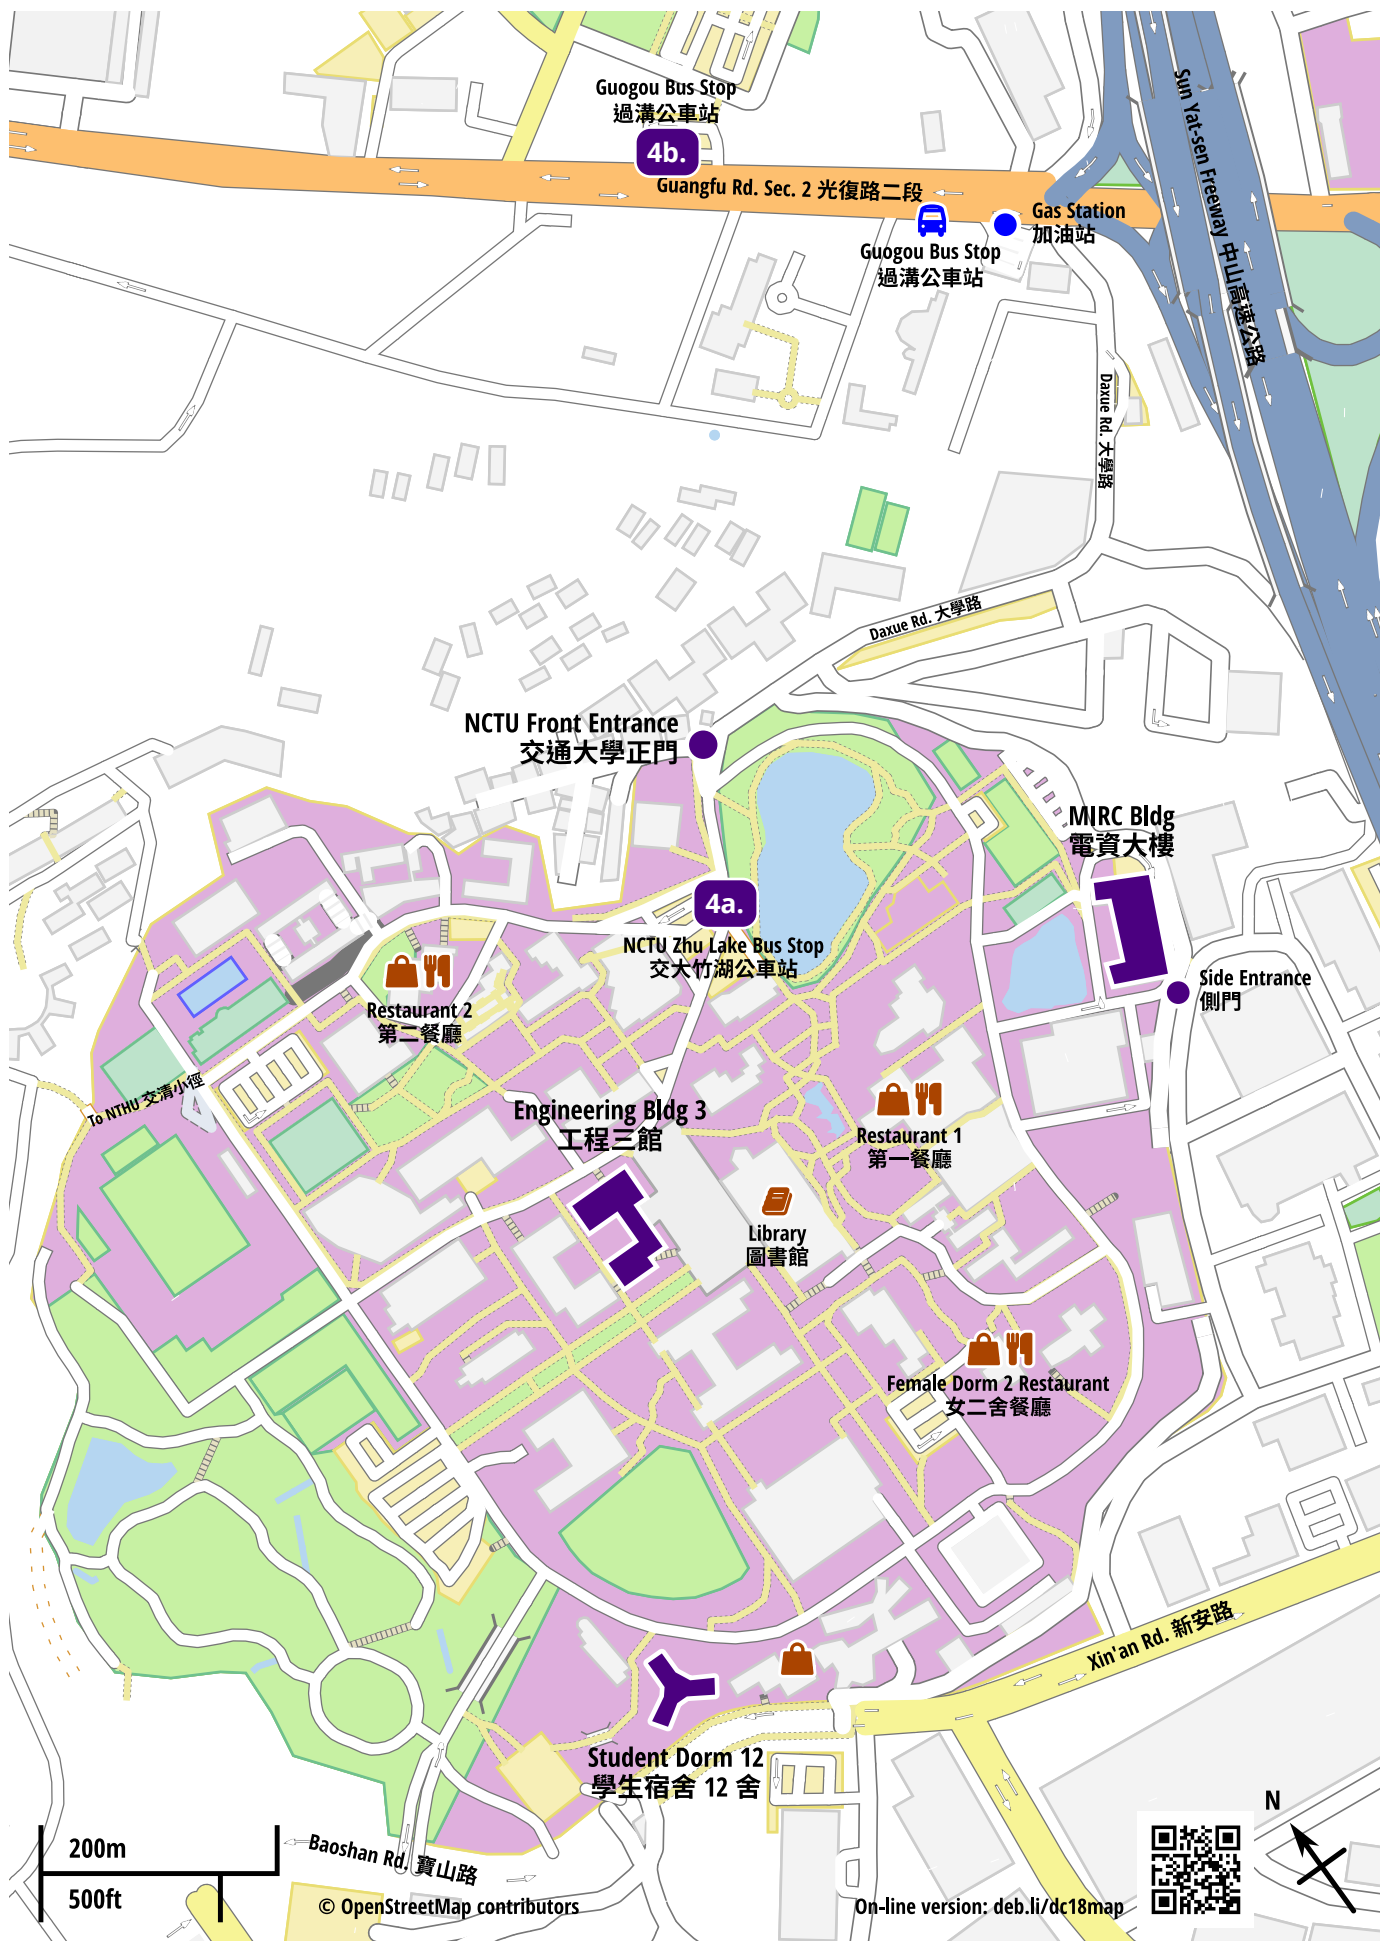 Guogou Bus Stop
過溝公車站
4b.
Guangfu Rd. Sec. 2 光復路二段
Sun Yat-sen Freeway 中山高速公路
Gas Station
加油站
Guogou Bus Stop
過溝公車站
Daxue Rd. 大學路
Daxue Rd. 大學路
NCTU Front Entrance
交通大學正門
MIRC Bldg
電資大樓
4a.
NCTU Zhu Lake Bus Stop
交大竹湖公車站
Side Entrance
側門
Restaurant 2
第二餐廳
To NTHU 交清小徑
Engineering Bldg 3
工程三館
Restaurant 1
第一餐廳
Library
圖書館
Female Dorm 2 Restaurant
女二舍餐廳
Xin'an Rd. 新安路
Student Dorm 12
學生宿舍 12 舍
N
200m
500ft
Baoshan Rd. 寶山路
© OpenStreetMap contributors
On-line version: deb.li/dc18map